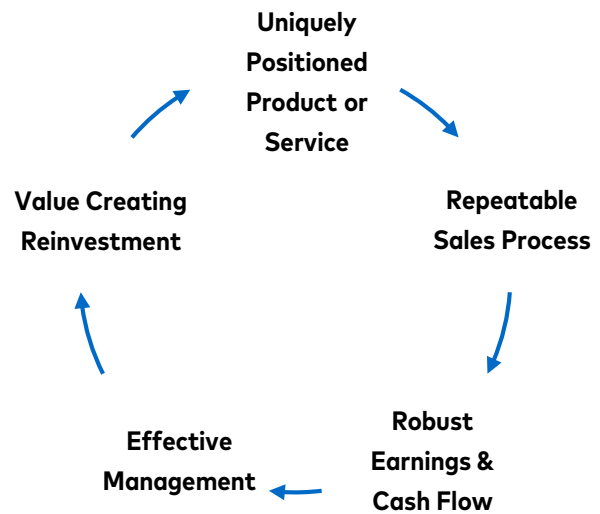 Uniquely
Positioned
Product or
Service
Repeatable
Sales Process
Robust
Earnings &
Cash Flow
Effective
Management
Value Creating
Reinvestment